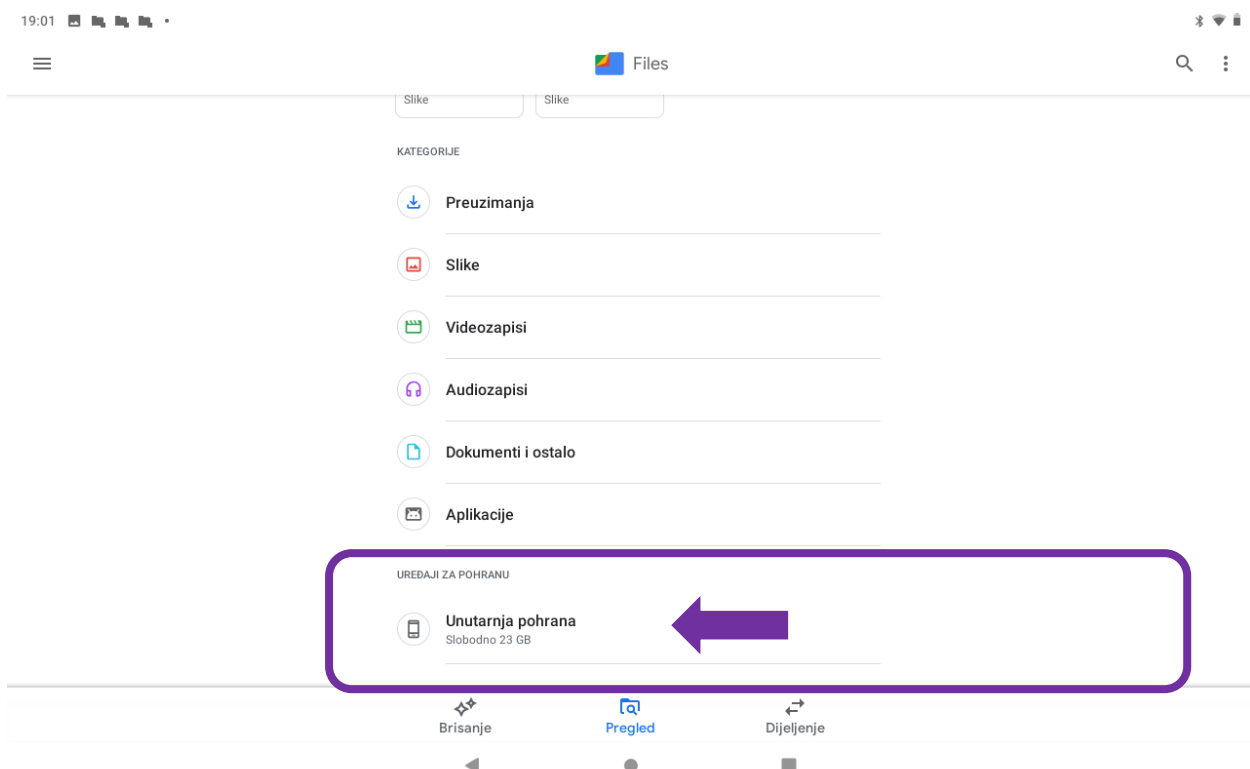 19:01
Files
Slike
Slike
KATEGORIJE
Preuzimanja
Slike
Videozapisi
Audiozapisi
Dokumenti i ostalo
Aplikacije
UREĐAJI ZA POHRANU
Unutarnja pohrana
Slobodno 23 GB
Brisanje
Pregled
Dijeljenje